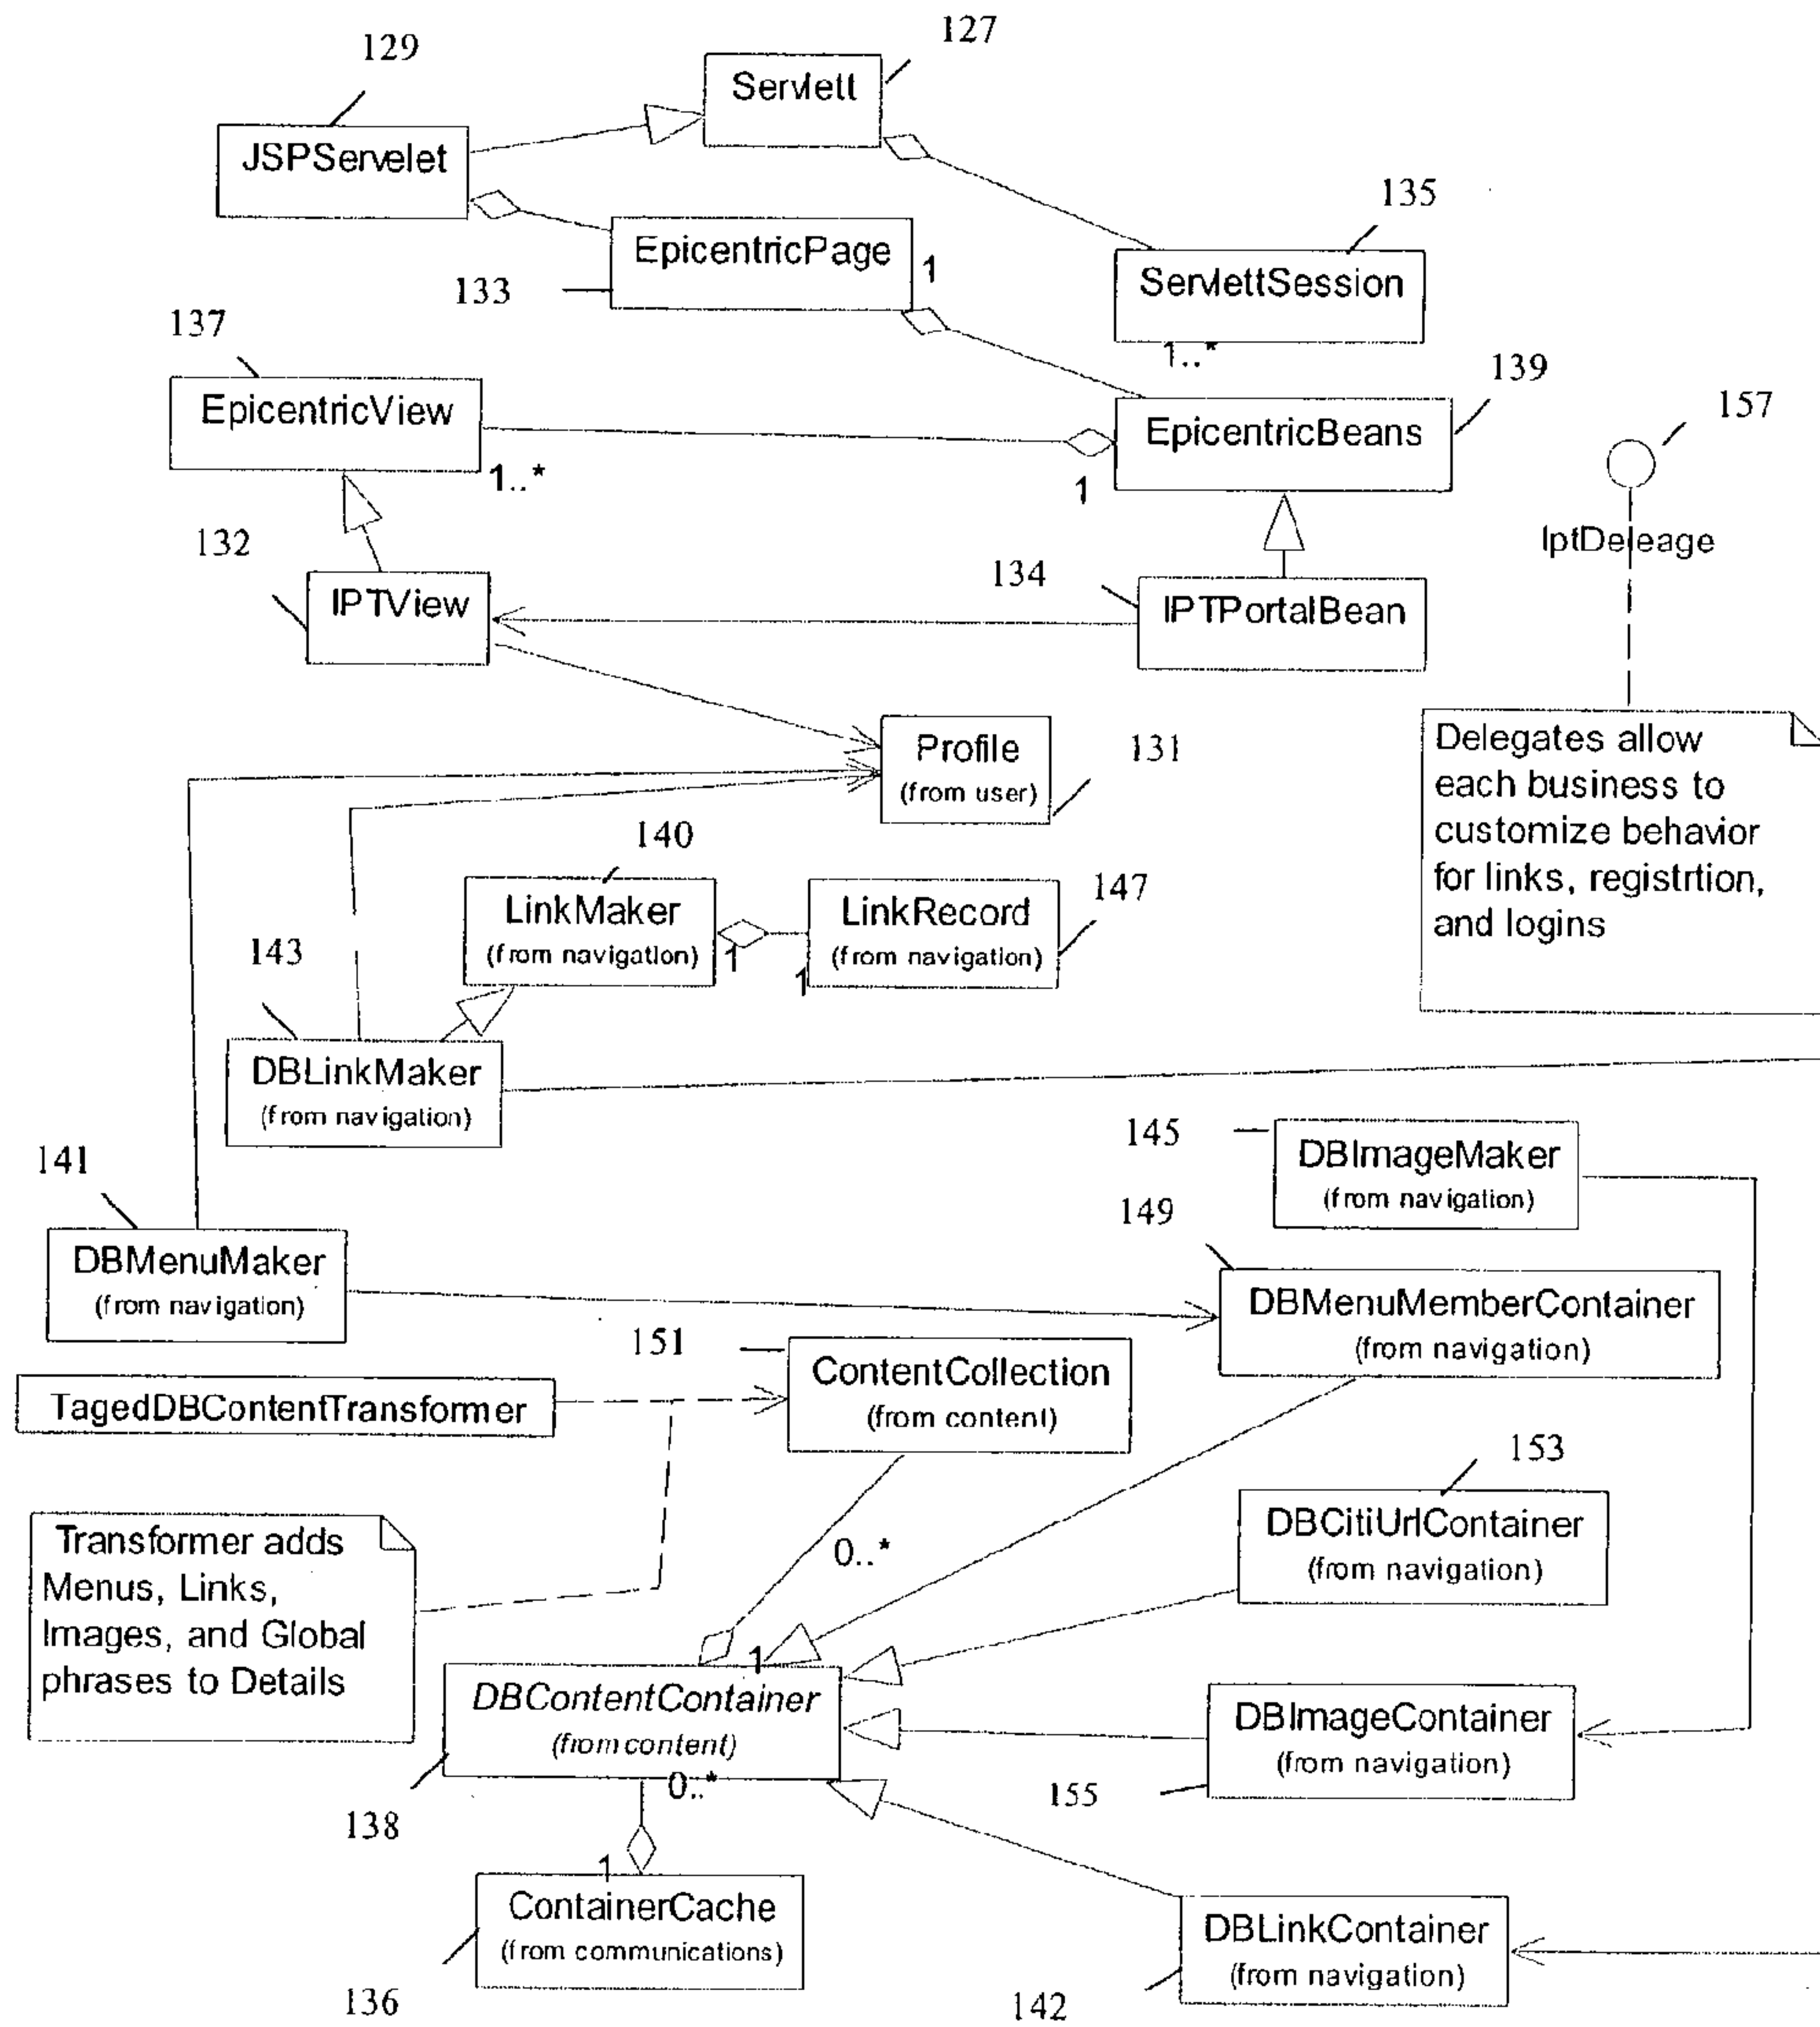 127
129
Servlett
JSPServelet
135
EpicentricPage
1
133
ServlettSession
1..*
137
139
157
EpicentricView
EpicentricBeans
1..*
1
132
IptDeleage
134
IPTView
IPTPortalBean
Profile
(from user)
131
Delegates allow
each business to
customize behavior
for links, registrtion,
and logins
140
147
LinkMaker
(from navigation)
1
1
LinkRecord
(from navigation)
143
DBLinkMaker
(from navigation)
145
DBImageMaker
(from navigation)
141
149
DBMenuMaker
(from navigation)
DBMenuMemberContainer
(from navigation)
151
ContentCollection
(from content)
TagedDBContentTransformer
153
0..*
DBCitiUrlContainer
(from navigation)
Transformer adds
Menus, Links,
Images, and Global
phrases to Details
1
DBContentContainer
(from content)
0..*
DBImageContainer
(from navigation)
155
138
1
ContainerCache
(from communications)
DBLinkContainer
(from navigation)
136
142